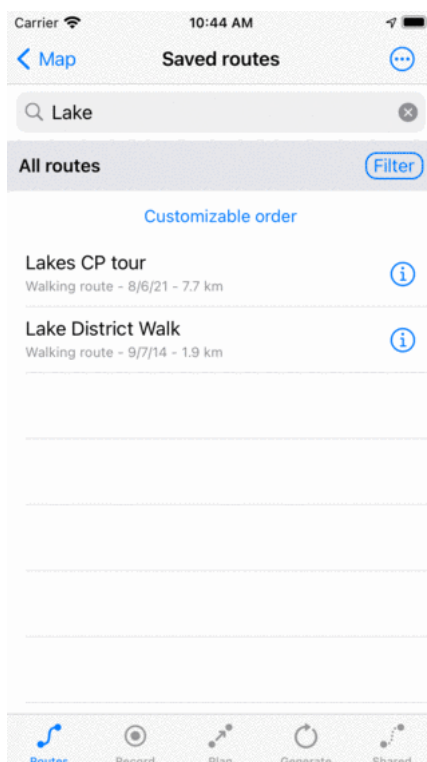 Carrier 10:44 AM
Map Saved routes
Lake
All routes Filter
Customizable order
Lakes CP tour
Walking route - 8/6/21 - 7.7 km
Lake District Walk
Walking route - 9/7/14 - 1.9 km
Routes Record Plan Generate Shared